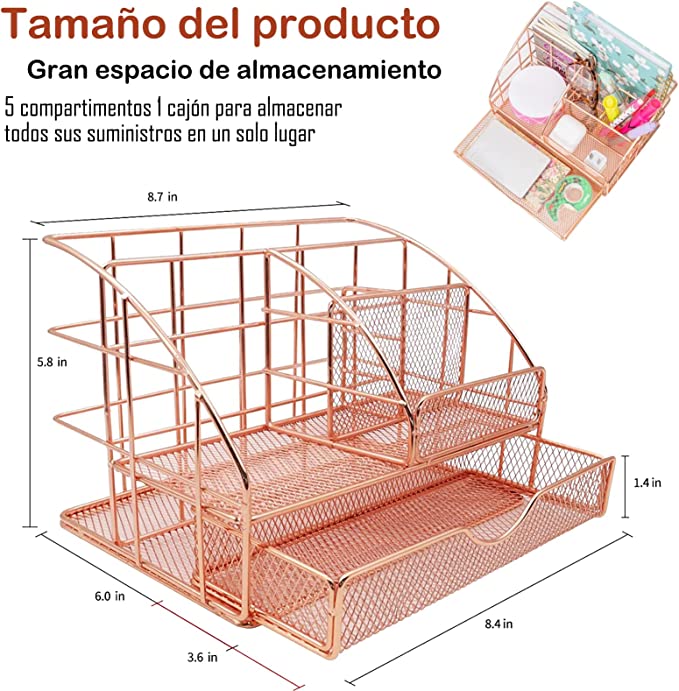 Tamaño del producto
Gran espacio de almacenamiento
5 compartimentos 1 cajón para almacenar
todos sus suministros en un solo lugar
8.7 in
5.8 in
1.4 in
6.0 in
8.4 in
3.6 in